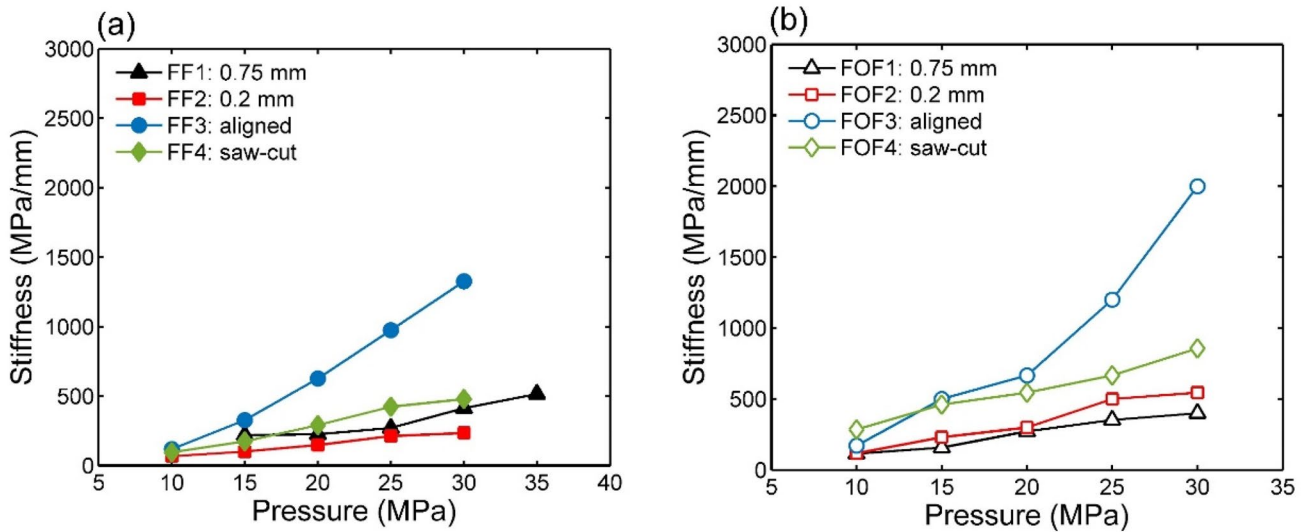 (a)
3000
2500
2000
1500
1000
500
0
Stiffness (MPa/mm)
FF1: 0.75 mm
FF2: 0.2 mm
FF3: aligned
FF4: saw-cut
5 10 15 20 25 30 35 40
Pressure (MPa)
(b)
3000
2500
2000
1500
1000
500
0
Stiffness (MPa/mm)
FOF1: 0.75 mm
FOF2: 0.2 mm
FOF3: aligned
FOF4: saw-cut
5 10 15 20 25 30 35
Pressure (MPa)